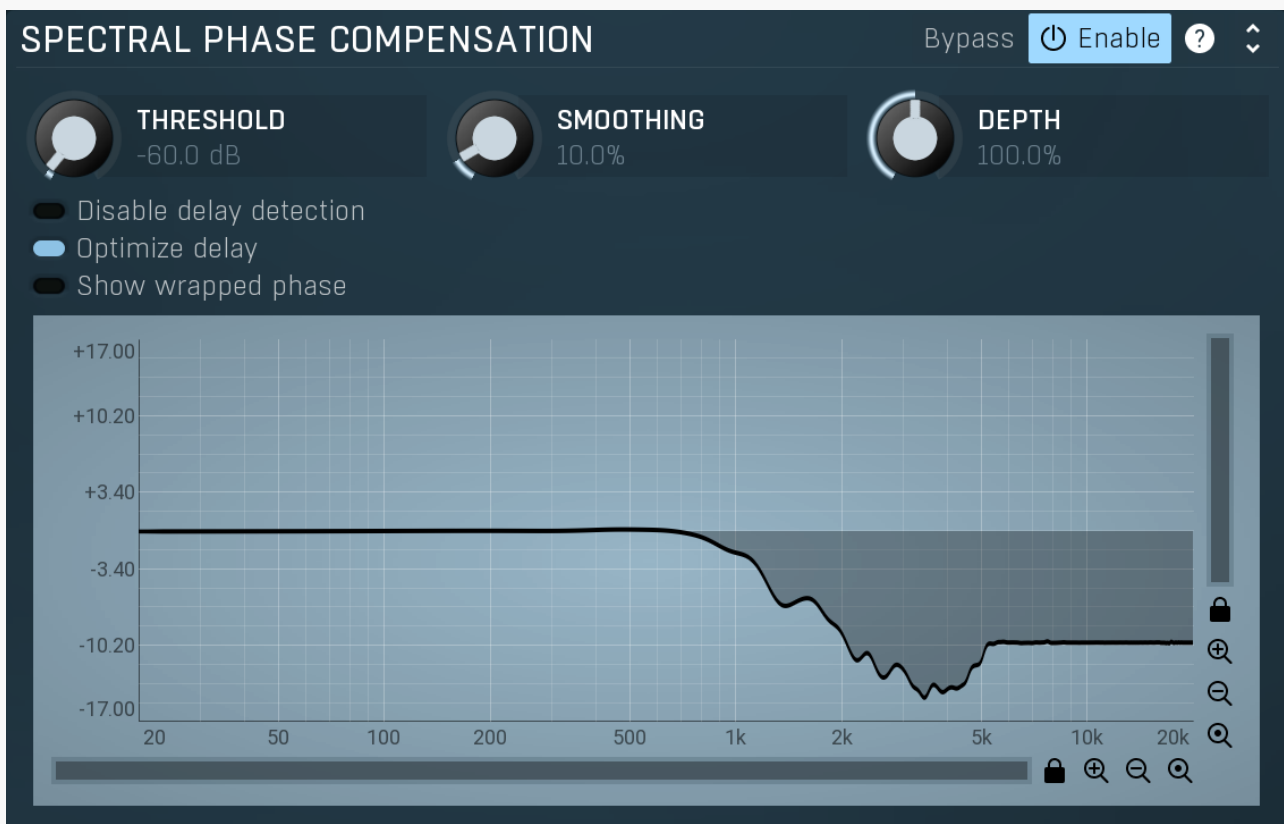 SPECTRAL PHASE COMPENSATION Bypass Enable ?
THRESHOLD SMOOTHING DEPTH
-60.0 dB 10.0% 100.0%
Disable delay detection
Optimize delay
Show wrapped phase
+17.00
+10.20
+3.40
-3.40
-10.20
-17.00
20 50 100 200 500 1k 2k 5k 10k 20k